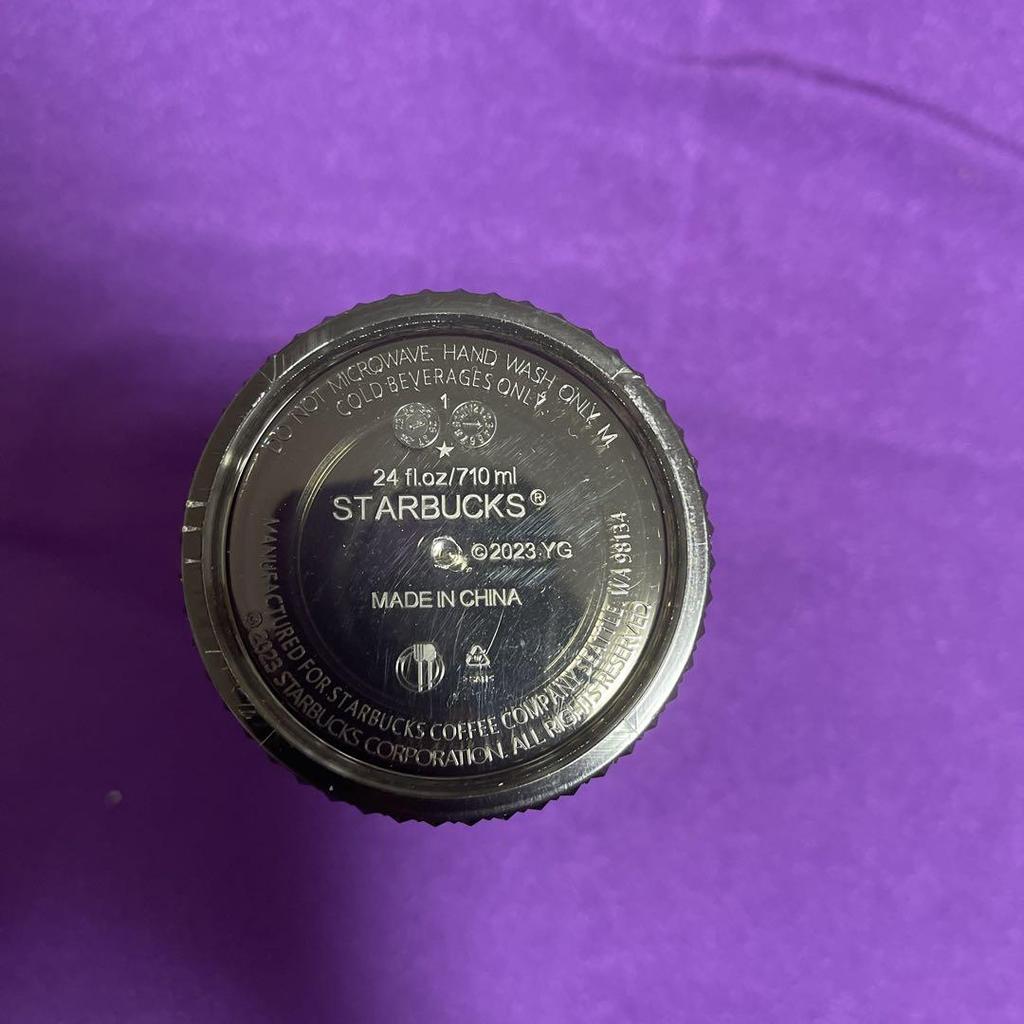 DO NOT MICROWAVE, HAND WASH ONLY, M,
COLD BEVERAGES ONLY
1
24 fl.oz/710 ml
STARBUCKS®
©2023 YG
MADE IN CHINA
MANUFACTURED FOR STARBUCKS COFFEE COMPANY SEATTLE, WA 98134
©2023 STARBUCKS CORPORATION. ALL RIGHTS RESERVED